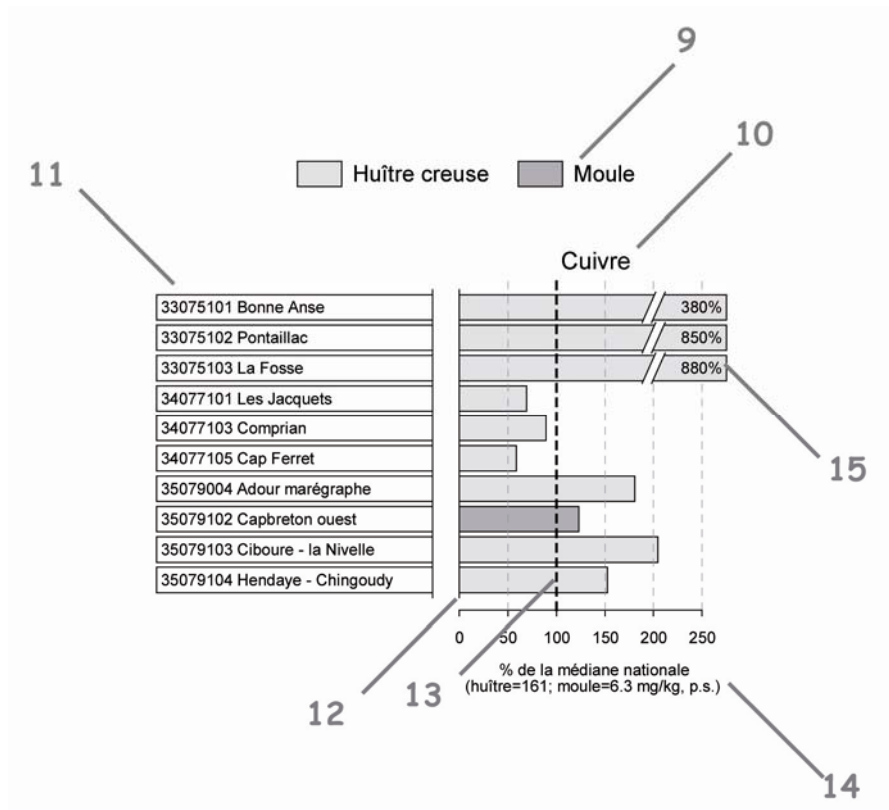 9
10
11
Huître creuse Moule
Cuivre
33075101 Bonne Anse 380%
33075102 Pontaillac 850%
33075103 La Fosse 880%
34077101 Les Jacquets
34077103 Comprian
34077105 Cap Ferret
15
35079004 Adour marégraphe
35079102 Capbreton ouest
35079103 Ciboure - la Nivelle
35079104 Hendaye - Chingoudy
0 50 100 150 200 250
% de la médiane nationale
(huître=161; moule=6.3 mg/kg, p.s.)
12
13
14